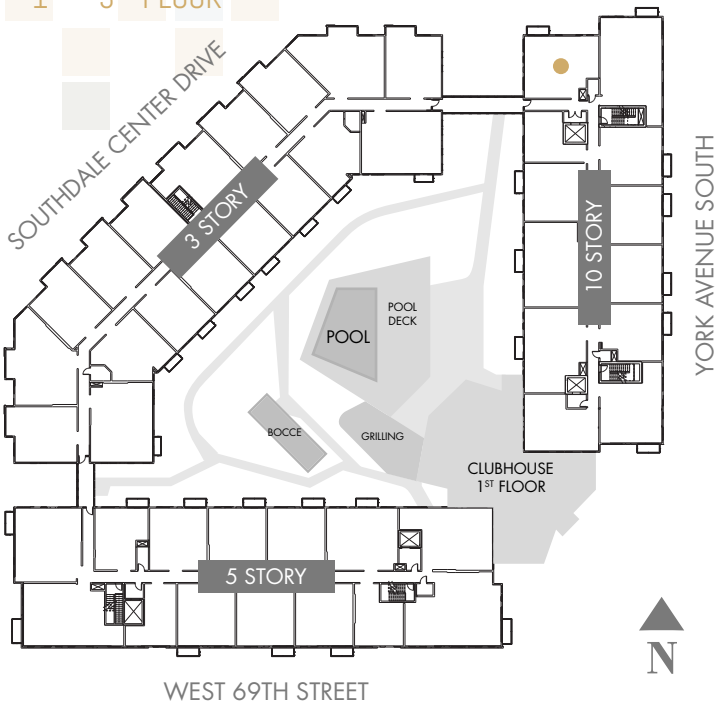 FLOOR
SOUTHDALE CENTER DRIVE
3 STORY
10 STORY
YORK AVENUE SOUTH
POOL
DECK
POOL
BOCCE
GRILLING
CLUBHOUSE
1ST FLOOR
5 STORY
N
WEST 69TH STREET